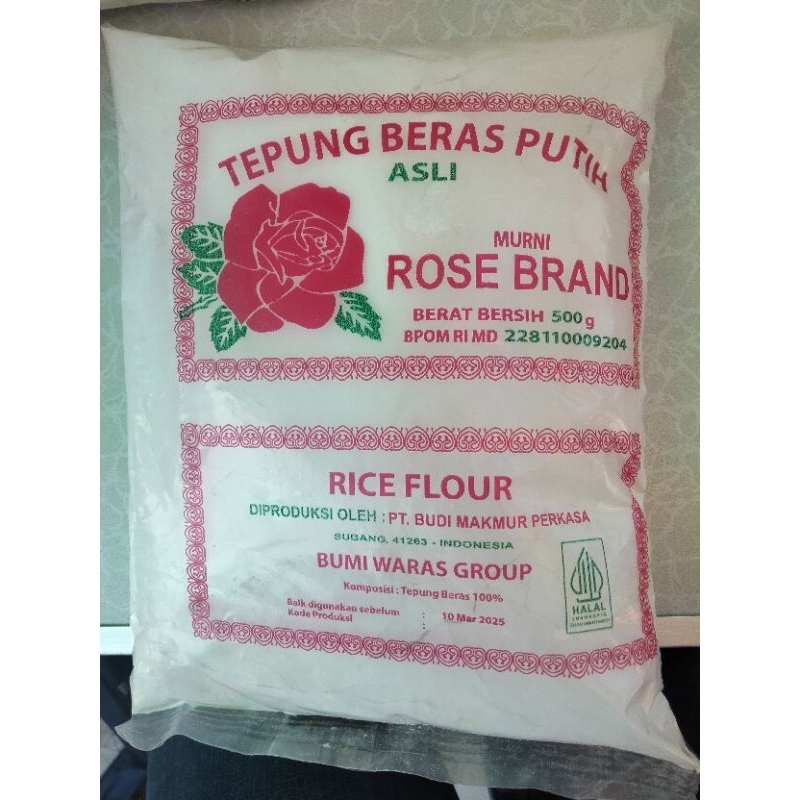 TEPUNG BERAS PUTIH
ASLI
MURNI
ROSE BRAND
BERAT BERSIH 500 g
BPOM RI MD 228110009204
RICE FLOUR
DIPRODUKSI OLEH : PT. BUDI MAKMUR PERKASA
SUBANG, 41263 - INDONESIA
BUMI WARAS GROUP
Komposisi : Tepung Beras 100%
Baik digunakan sebelum : 10 Mar 2025
Kode Produksi :
HALAL
INDONESIA